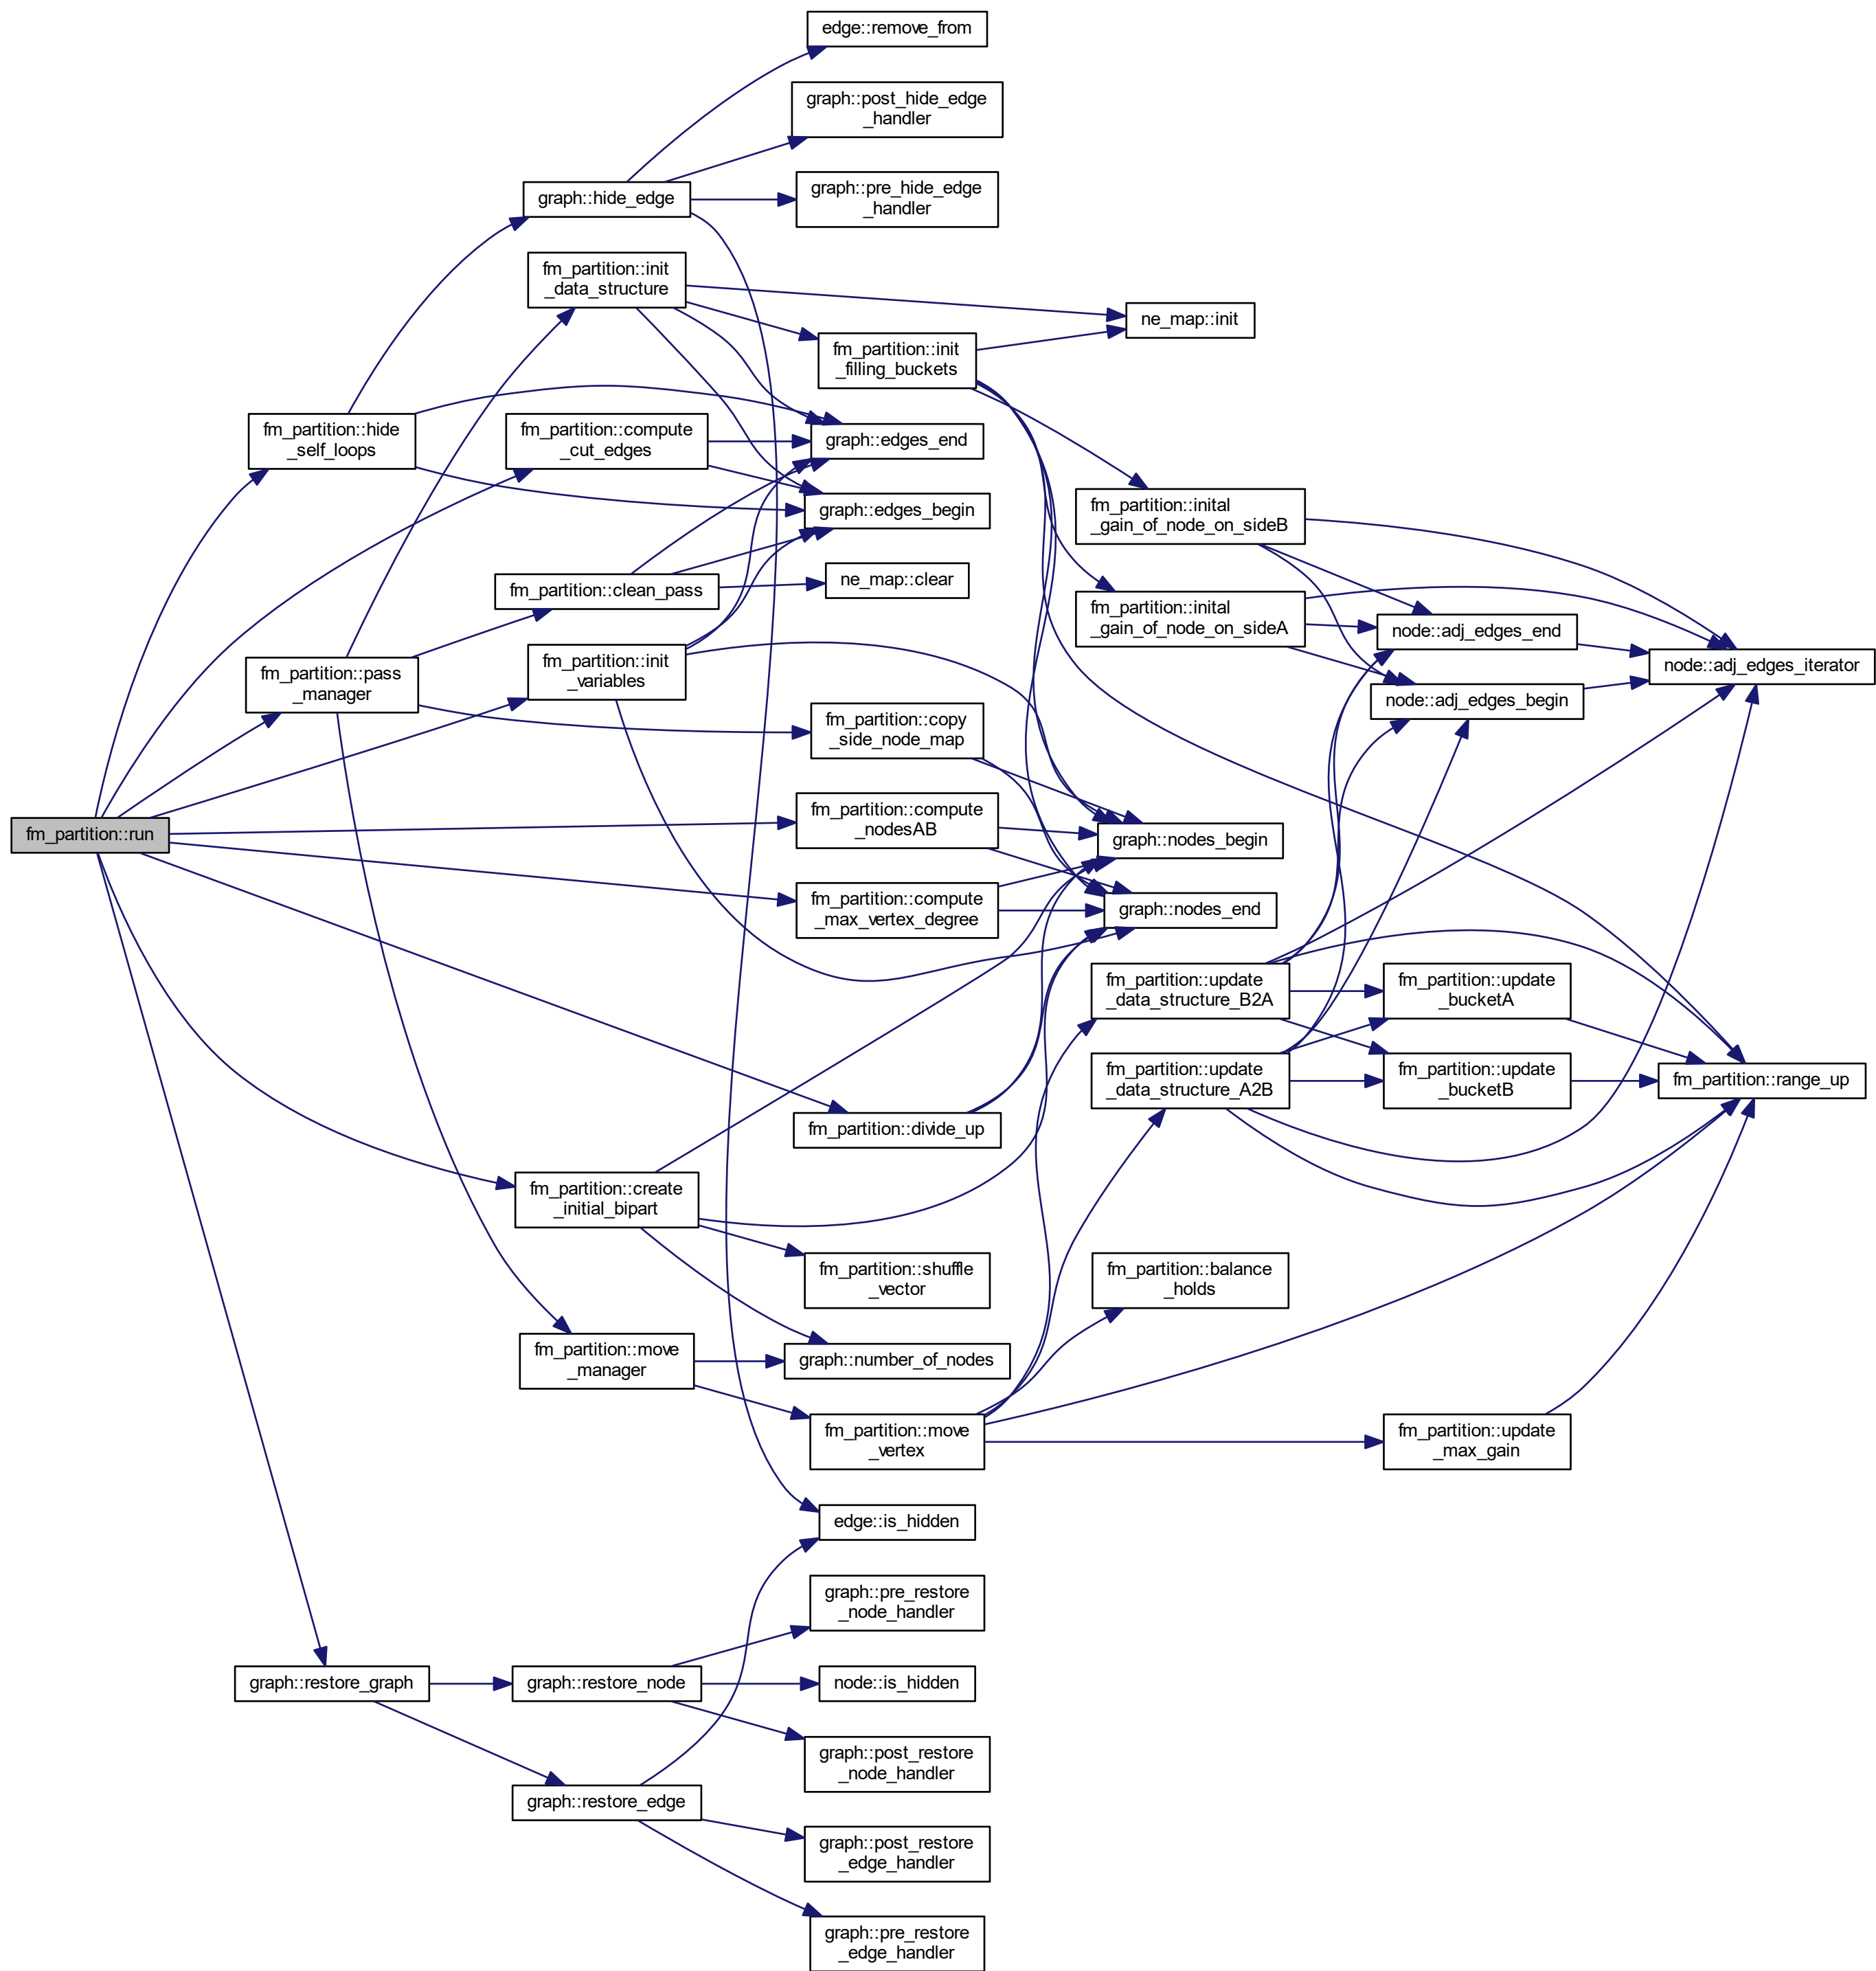 edge::remove_from
graph::post_hide_edge
_handler
graph::pre_hide_edge
_handler
graph::hide_edge
fm_partition::init
_data_structure
ne_map::init
fm_partition::init
_filling_buckets
fm_partition::hide
_self_loops
fm_partition::compute
_cut_edges
graph::edges_end
graph::edges_begin
fm_partition::inital
_gain_of_node_on_sideB
ne_map::clear
fm_partition::clean_pass
fm_partition::inital
_gain_of_node_on_sideA
node::adj_edges_end
node::adj_edges_iterator
fm_partition::pass
_manager
fm_partition::init
_variables
node::adj_edges_begin
fm_partition::copy
_side_node_map
fm_partition::run
fm_partition::compute
_nodesAB
graph::nodes_begin
fm_partition::compute
_max_vertex_degree
graph::nodes_end
fm_partition::update
_data_structure_B2A
fm_partition::update
_bucketA
fm_partition::update
_data_structure_A2B
fm_partition::update
_bucketB
fm_partition::range_up
fm_partition::divide_up
fm_partition::create
_initial_bipart
fm_partition::shuffle
_vector
fm_partition::balance
_holds
fm_partition::move
_manager
graph::number_of_nodes
fm_partition::move
_vertex
fm_partition::update
_max_gain
edge::is_hidden
graph::pre_restore
_node_handler
graph::restore_graph
graph::restore_node
node::is_hidden
graph::post_restore
_node_handler
graph::restore_edge
graph::post_restore
_edge_handler
graph::pre_restore
_edge_handler